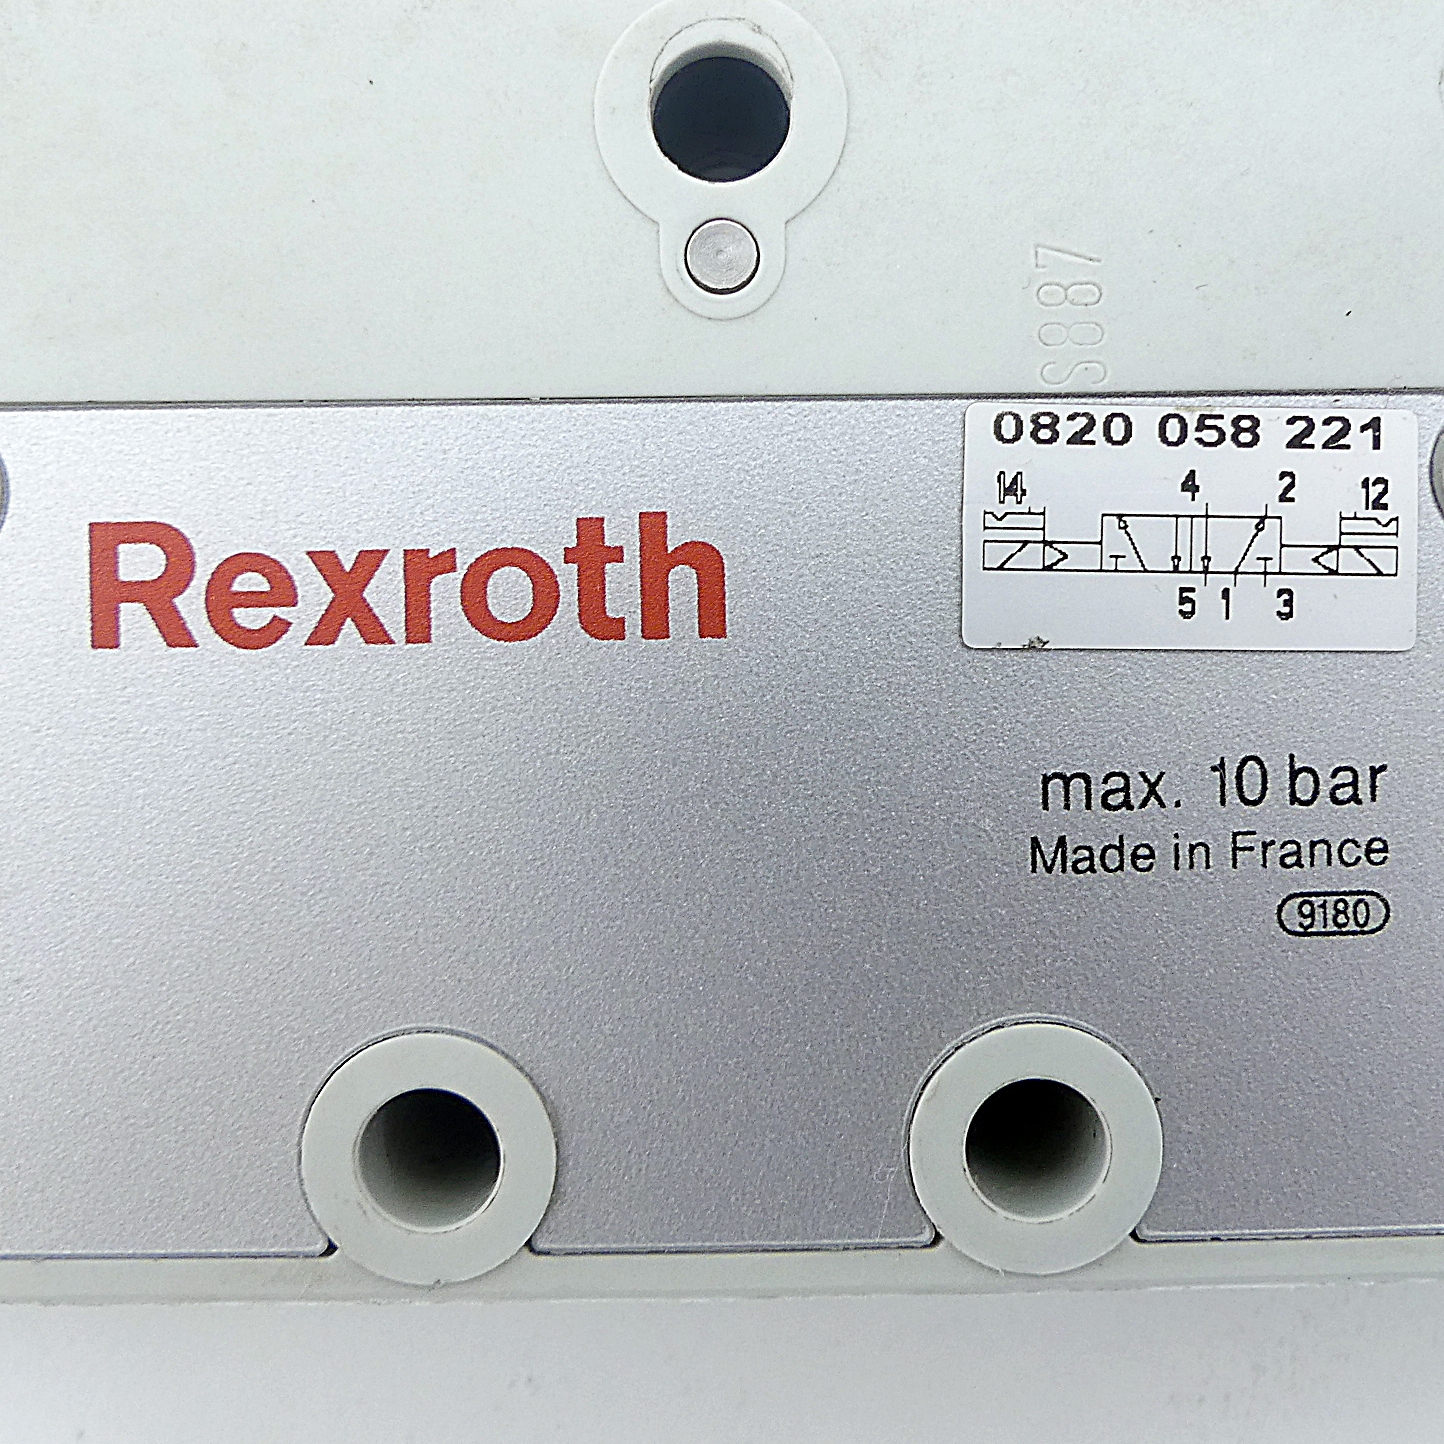 S887
0820 058 221
14 4 2 12
5 1 3
Rexroth
max. 10 bar
Made in France
9180